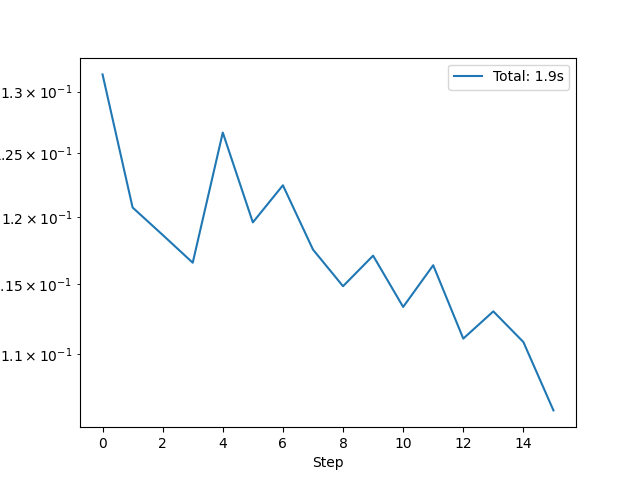 Total: 1.9s
1.3 × 10⁻¹
.25 × 10⁻¹
1.2 × 10⁻¹
.15 × 10⁻¹
1.1 × 10⁻¹
0 2 4 6 8 10 12 14
Step